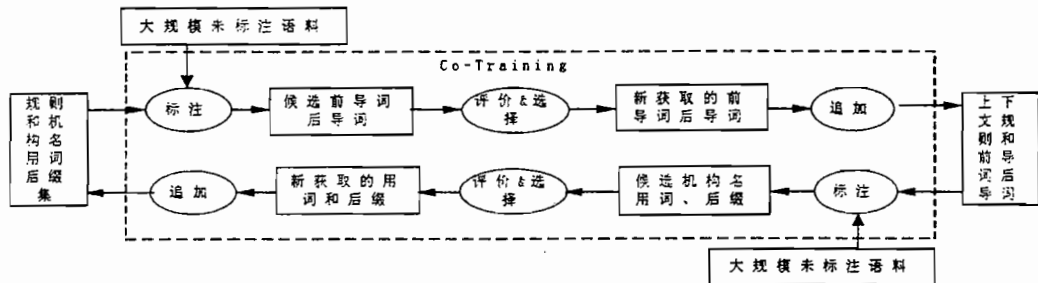 大规模未标注语料
Co-Training
规则
和机
构名
用词
后缀
集
标注
候选前导词
后导词
评价&选
择
新获取的前
导词后导词
追加
上下
文规
则和
前导
词后
导词
追加
新获取的用
词和后缀
评价&选
择
候选机构名
用词、后缀
标注
大规模未标注语料